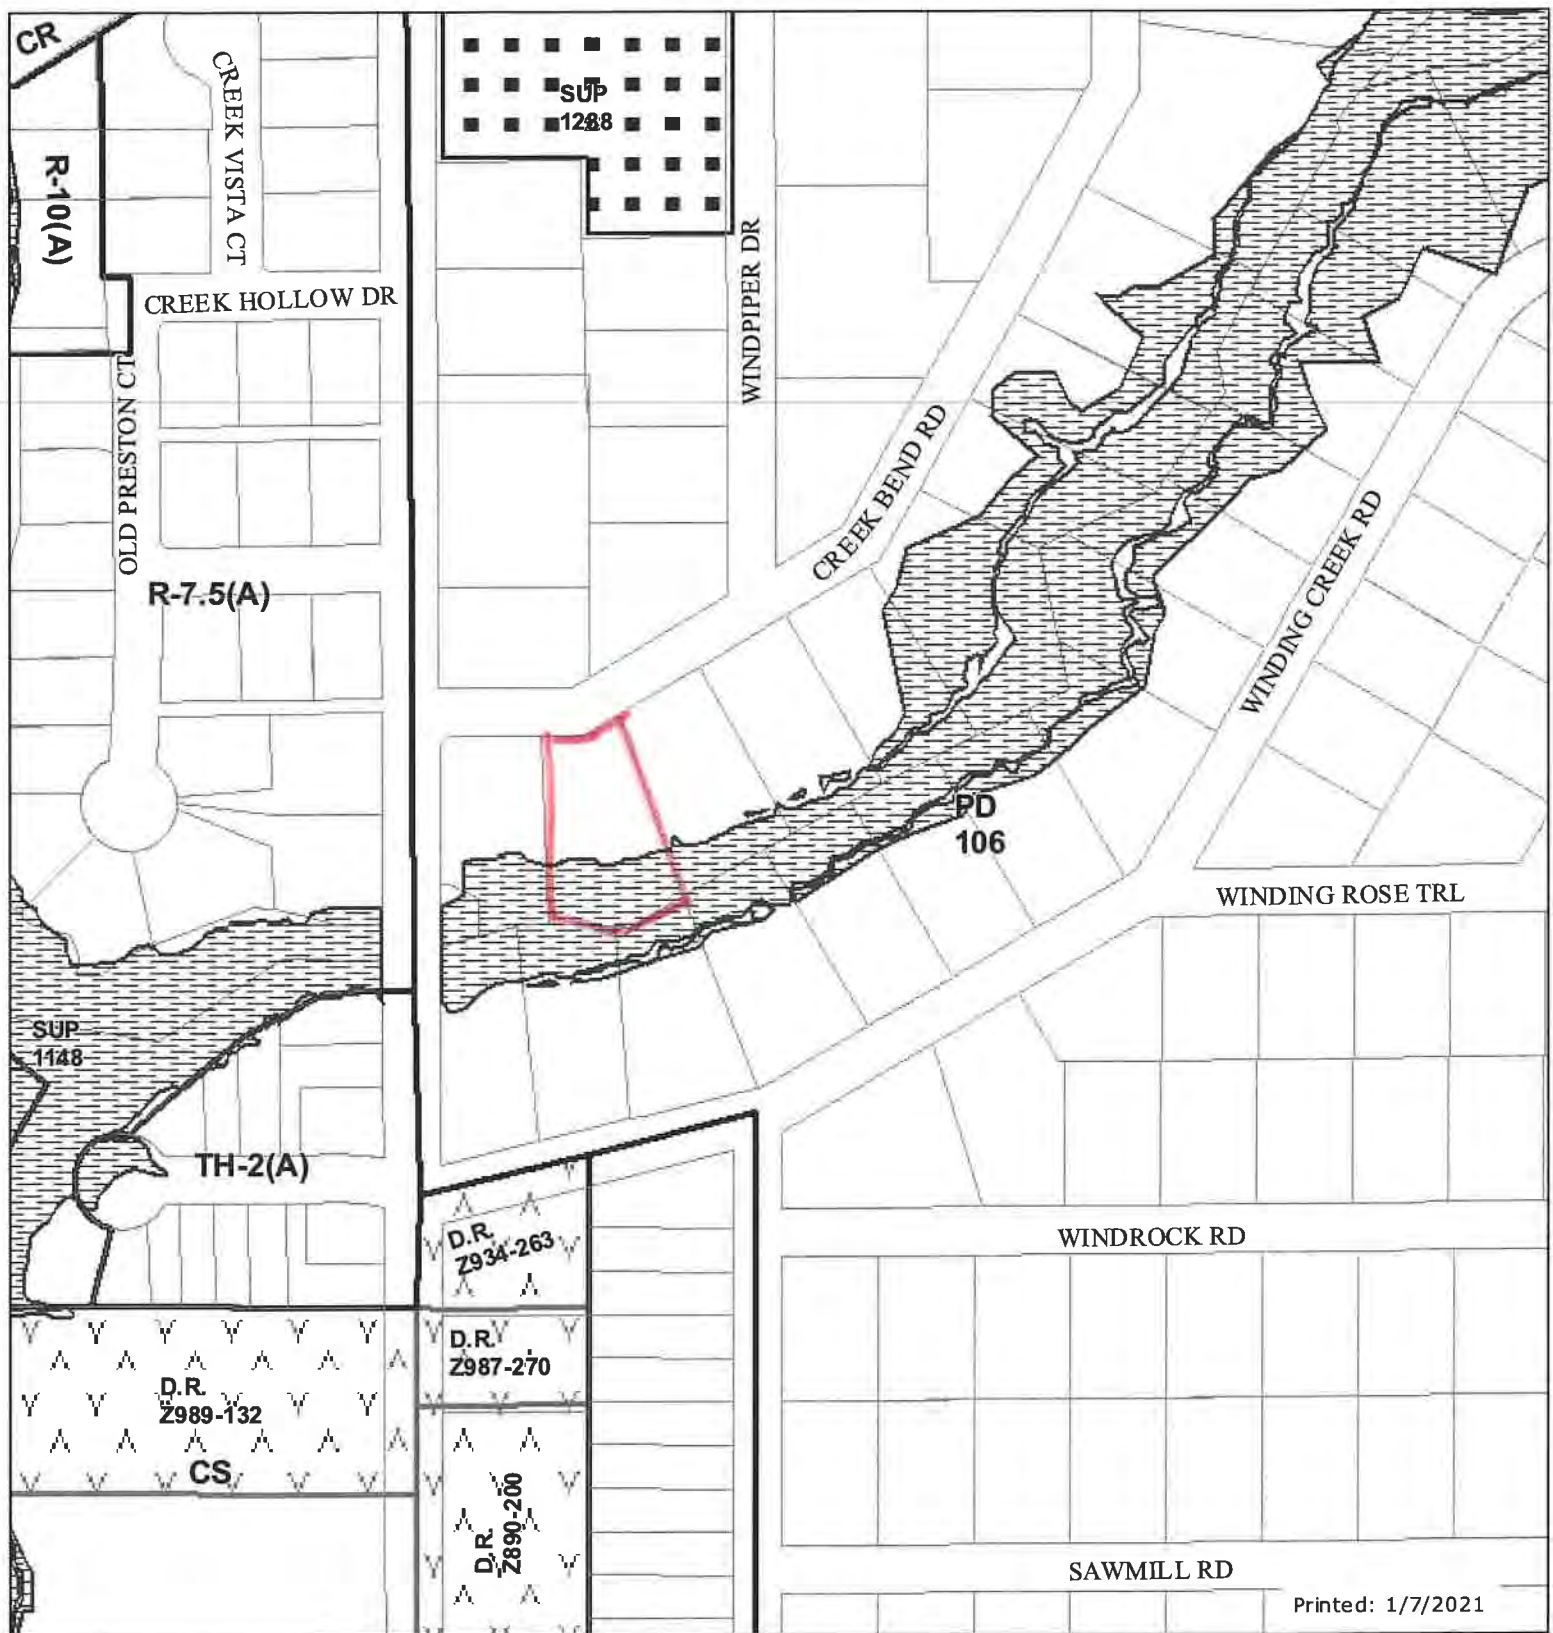 CR
CREEK VISTA CT
SUP
1288
R-10(A)
WINDPIPER DR
CREEK HOLLOW DR
OLD PRESTON CT
CREEK BEND RD
WINDING CREEK RD
R-7.5(A)
PD
106
WINDING ROSE TRL
SUP
1148
TH-2(A)
D.R.
Z934-263
WINDROCK RD
D.R.
Z987-270
D.R.
Z989-132
CS
D.R.
Z890-200
SAWMILL RD
Printed: 1/7/2021